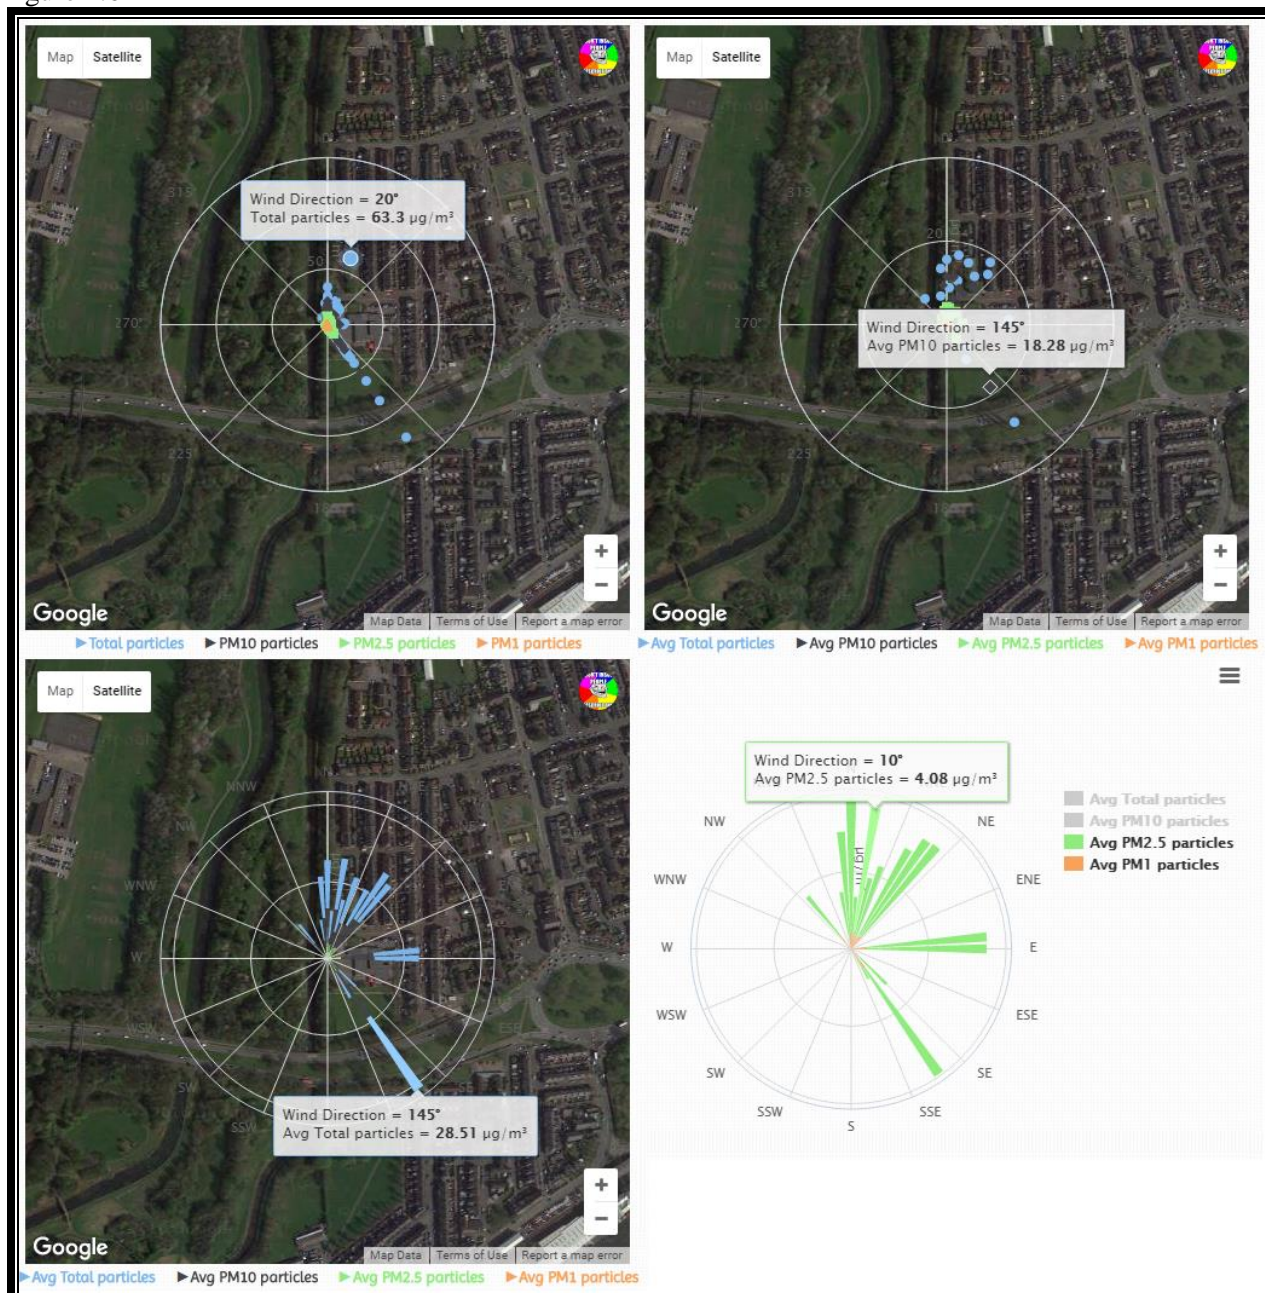 Map Satellite
315°
Wind Direction = 20°
Total particles = 63.3 μg/m³
50
270°
225°
135°
Google
Map Data Terms of Use Report a map error
▶Total particles ▶PM10 particles ▶PM2.5 particles ▶PM1 particles
Map Satellite
315°
20
270°
Wind Direction = 145°
Avg PM10 particles = 18.28 μg/m³
225°
135°
Google
Map Data Terms of Use Report a map error
▶Avg Total particles ▶Avg PM10 particles ▶Avg PM2.5 particles ▶Avg PM1 particles
Map Satellite
NNW
NW
WNW
W
WSW
ESE
SW
SSW
Wind Direction = 145°
Avg Total particles = 28.51 μg/m³
Google
Map Data Terms of Use Report a map error
▶Avg Total particles ▶Avg PM10 particles ▶Avg PM2.5 particles ▶Avg PM1 particles
Wind Direction = 10°
Avg PM2.5 particles = 4.08 μg/m³
Avg Total particles
Avg PM10 particles
Avg PM2.5 particles
Avg PM1 particles
NW
NE
WNW
ENE
W
E
WSW
ESE
SW
SE
SSW
SSE
S